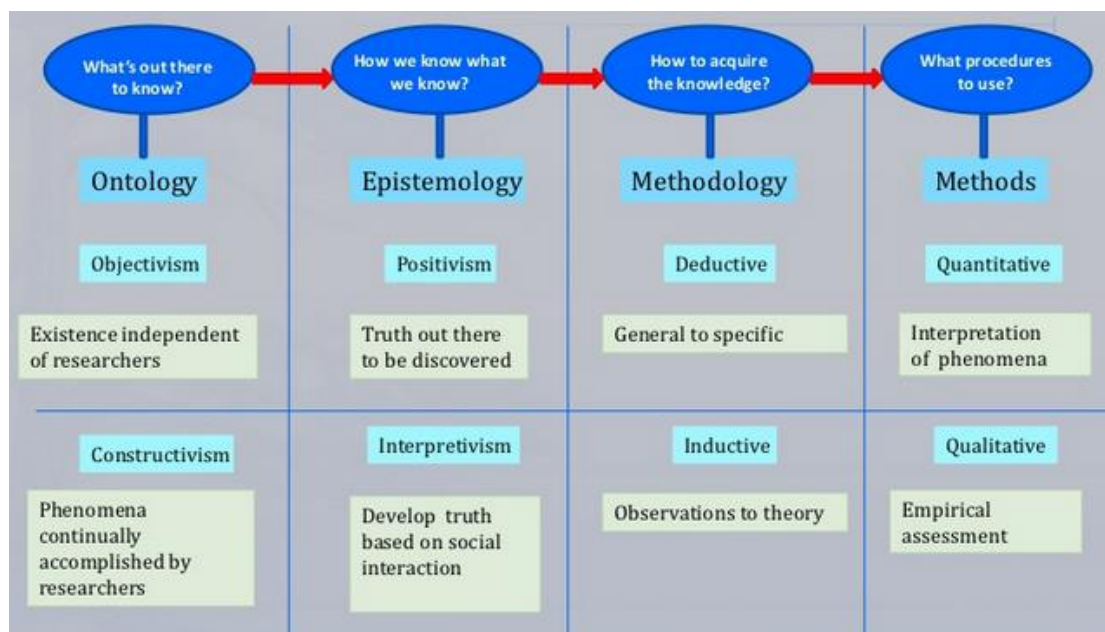 What's out there
to know?
How we know what
we know?
How to acquire
the knowledge?
What procedures
to use?
Ontology
Epistemology
Methodology
Methods
Objectivism
Positivism
Deductive
Quantitative
Existence independent
of researchers
Truth out there
to be discovered
General to specific
Interpretation
of phenomena
Constructivism
Interpretivism
Inductive
Qualitative
Phenomena
continually
accomplished by
researchers
Develop truth
based on social
interaction
Observations to theory
Empirical
assessment